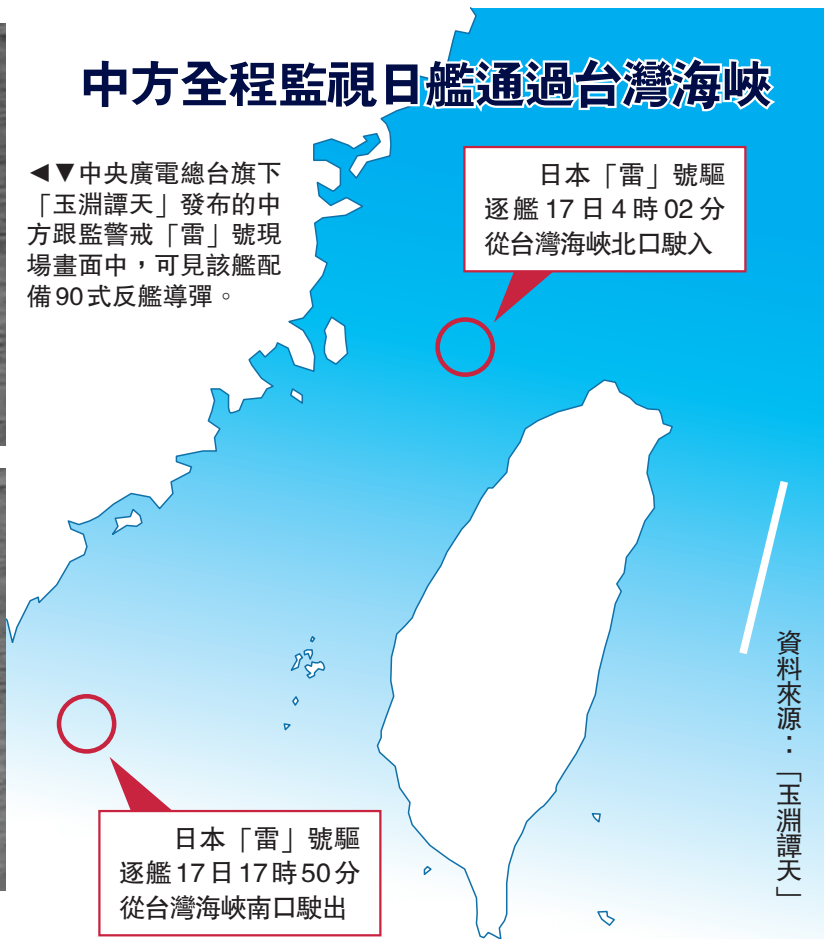 中方全程監視日艦通過台灣海峽
◀▼中央廣電總台旗下
「玉淵譚天」發布的中
方跟監警戒「雷」號現
場畫面中，可見該艦配
備90式反艦導彈。
日本「雷」號驅
逐艦17日4時02分
從台灣海峽北口駛入
日本「雷」號驅
逐艦17日17時50分
從台灣海峽南口駛出
資料來源：「玉淵譚天」